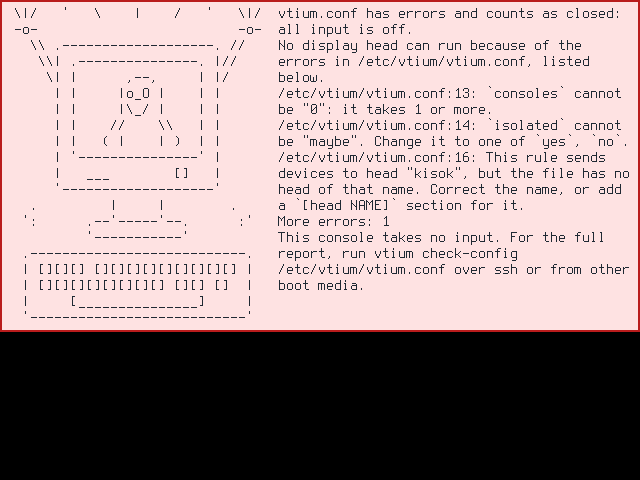 vtium.conf has errors and counts as closed:
all input is off.
No display head can run because of the
errors in /etc/vtium/vtium.conf, listed
below.
/etc/vtium/vtium.conf:13: `consoles` cannot
be "0": it takes 1 or more.
/etc/vtium/vtium.conf:14: `isolated` cannot
be "maybe". Change it to one of `yes`, `no`.
/etc/vtium/vtium.conf:16: This rule sends
devices to head "kisok", but the file has no
head of that name. Correct the name, or add
a `[head NAME]` section for it.
More errors: 1
This console takes no input. For the full
report, run vtium check-config
/etc/vtium/vtium.conf over ssh or from other
boot media.